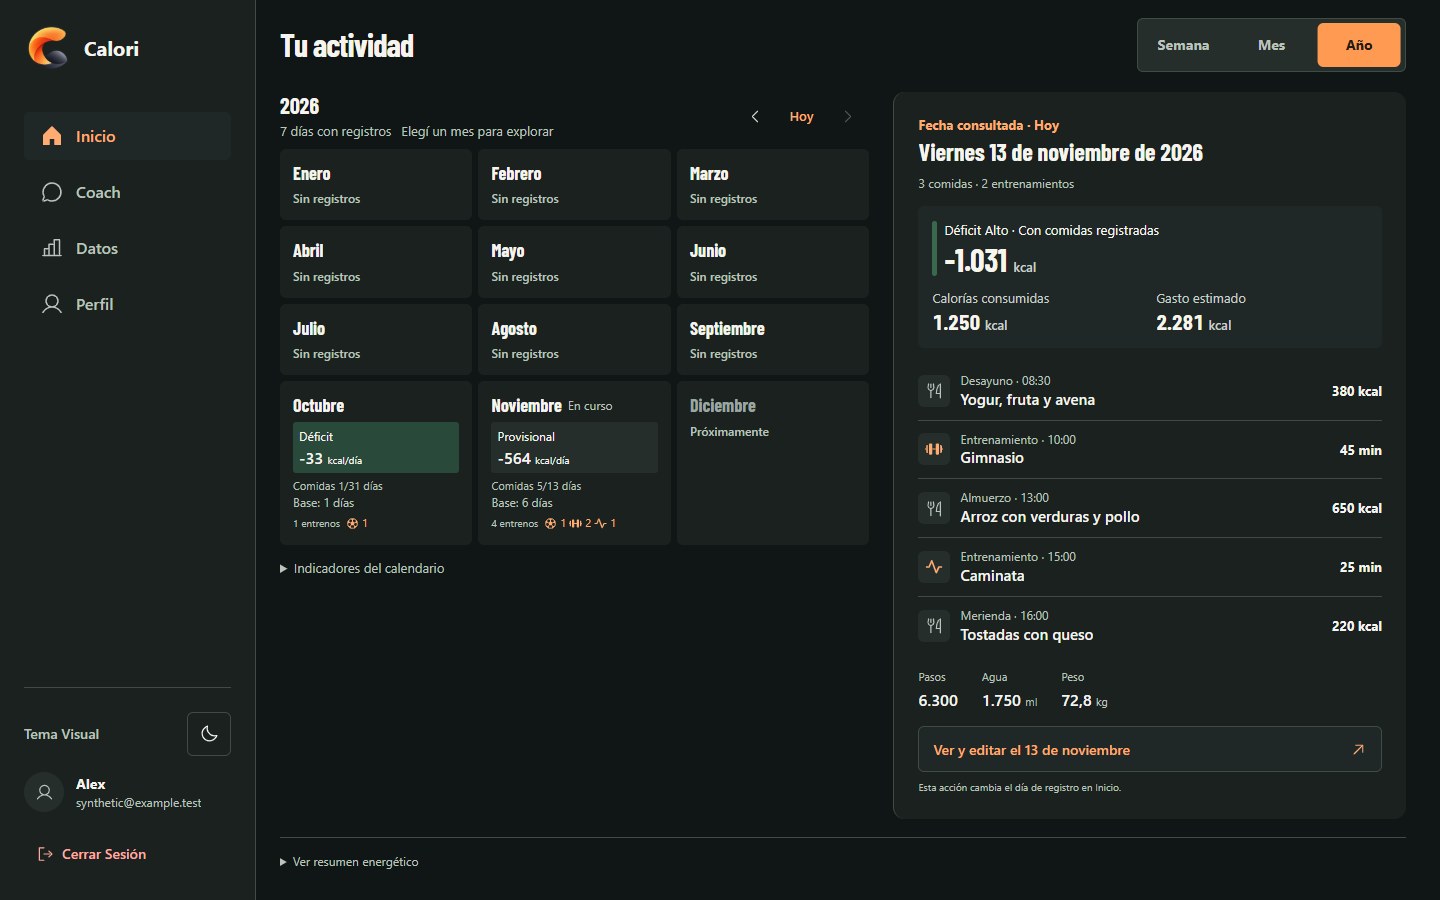 Calori
Inicio
Coach
Datos
Perfil
Tema Visual
Alex
synthetic@example.test
Cerrar Sesión
Tu actividad
Semana
Mes
Año
2026
7 días con registros Elegí un mes para explorar
Hoy
Enero
Sin registros
Febrero
Sin registros
Marzo
Sin registros
Abril
Sin registros
Mayo
Sin registros
Junio
Sin registros
Julio
Sin registros
Agosto
Sin registros
Septiembre
Sin registros
Octubre
Déficit
-33 kcal/día
Comidas 1/31 días
Base: 1 días
1 entrenos 1
Noviembre En curso
Provisional
-564 kcal/día
Comidas 5/13 días
Base: 6 días
4 entrenos 1 2 1
Diciembre
Próximamente
Indicadores del calendario
Fecha consultada · Hoy
Viernes 13 de noviembre de 2026
3 comidas · 2 entrenamientos
Déficit Alto · Con comidas registradas
-1.031 kcal
Calorías consumidas
1.250 kcal
Gasto estimado
2.281 kcal
Desayuno · 08:30
Yogur, fruta y avena
380 kcal
Entrenamiento · 10:00
Gimnasio
45 min
Almuerzo · 13:00
Arroz con verduras y pollo
650 kcal
Entrenamiento · 15:00
Caminata
25 min
Merienda · 16:00
Tostadas con queso
220 kcal
Pasos
6.300
Agua
1.750 ml
Peso
72,8 kg
Ver y editar el 13 de noviembre
Esta acción cambia el día de registro en Inicio.
Ver resumen energético